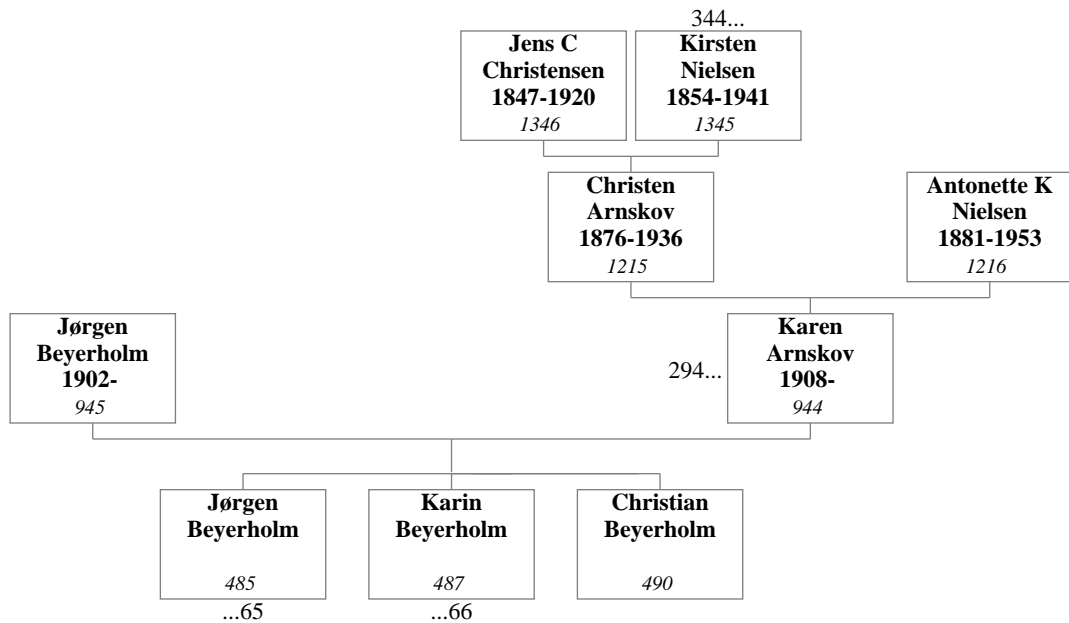 344...
Jens C
Christensen
1847-1920
1346
Kirsten
Nielsen
1854-1941
1345
Christen
Arnskov
1876-1936
1215
Antonette K
Nielsen
1881-1953
1216
Jørgen
Beyerholm
1902-
945
294...
Karen
Arnskov
1908-
944
Jørgen
Beyerholm
485
...65
Karin
Beyerholm
487
...66
Christian
Beyerholm
490